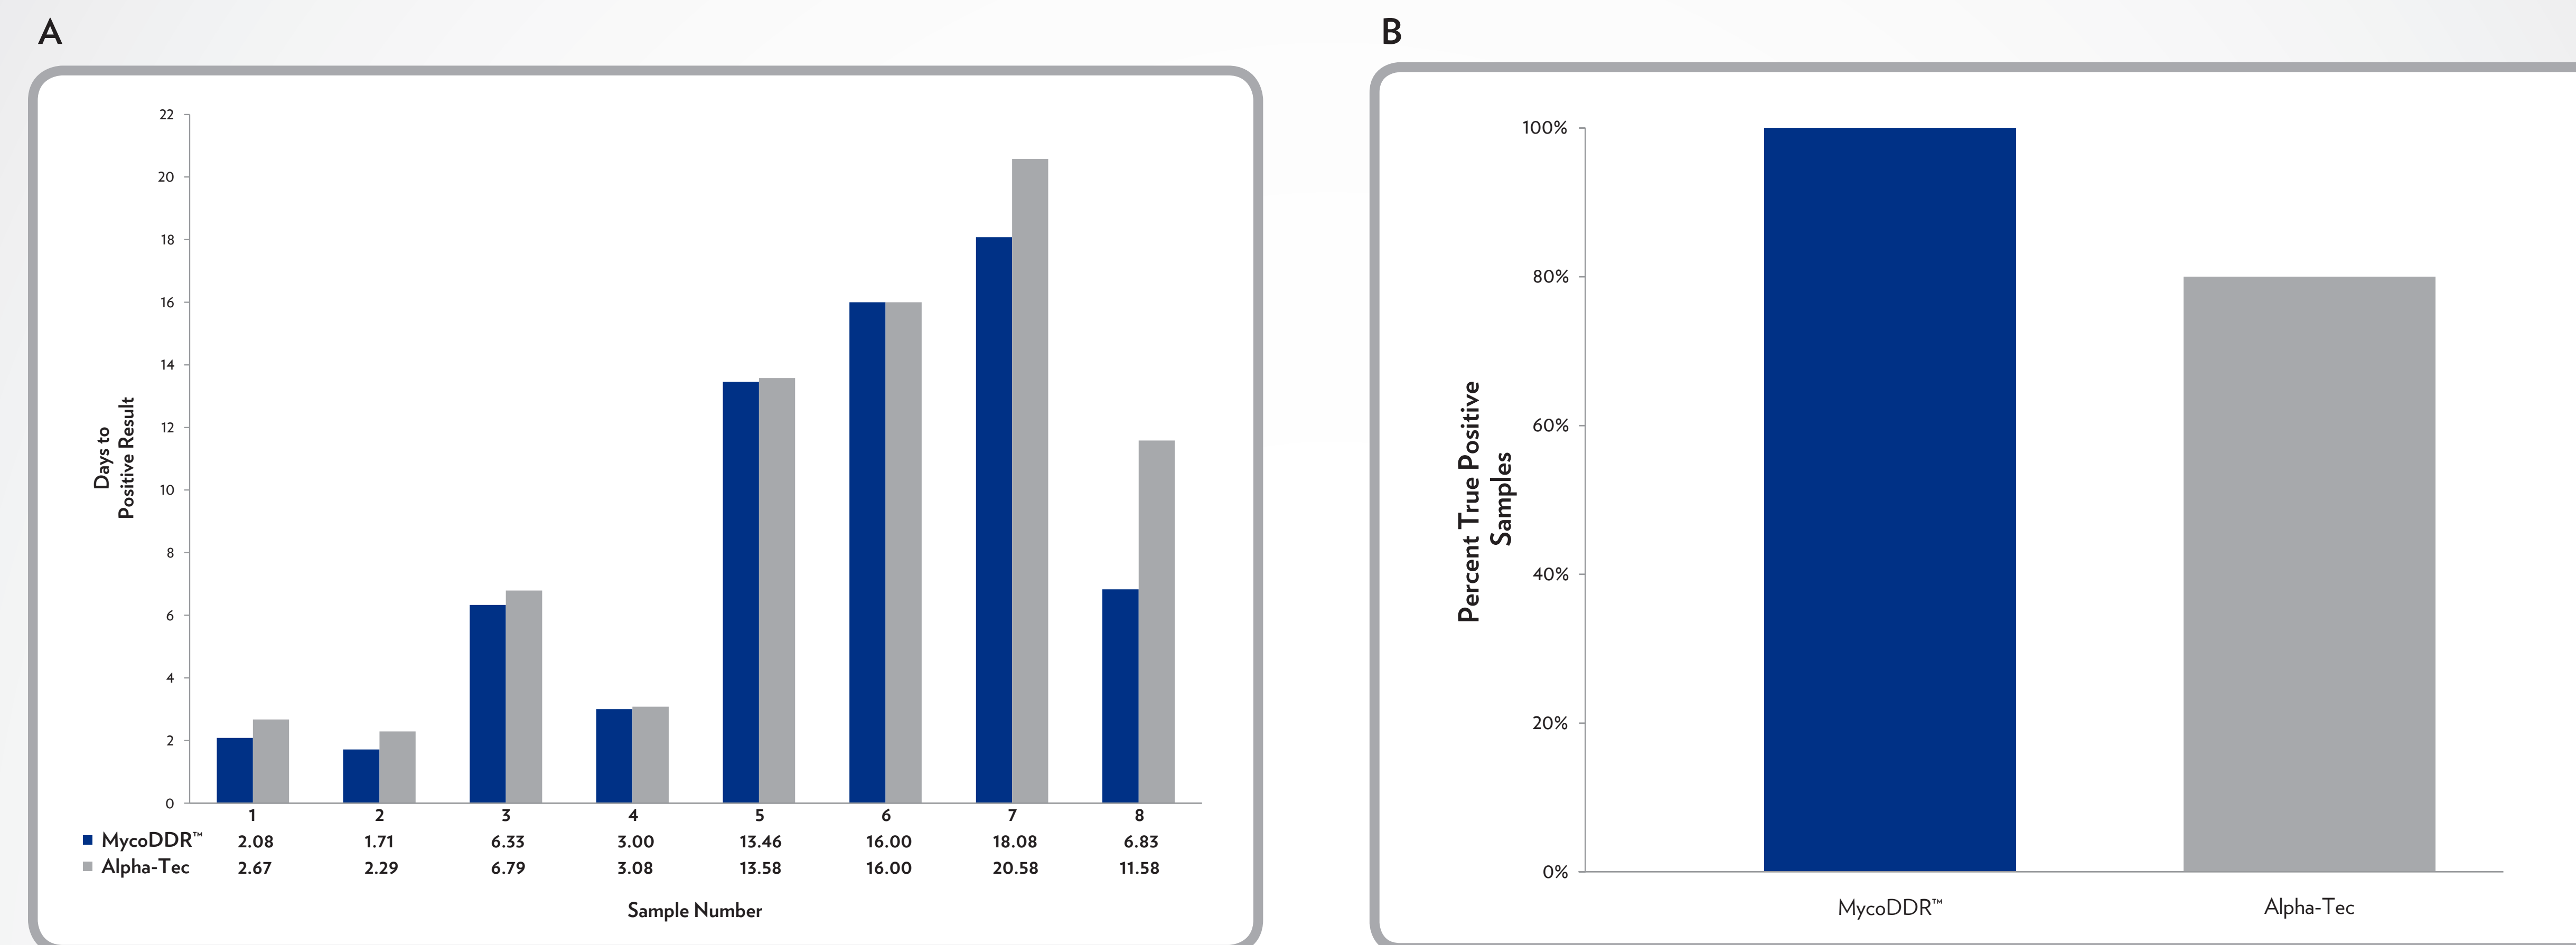 A
22
20
18
16
14
12
10
8
6
4
2
0
Days to
Positive Result
1 2 3 4 5 6 7 8
MycoDDR™ 2.08 1.71 6.33 3.00 13.46 16.00 18.08 6.83
Alpha-Tec 2.67 2.29 6.79 3.08 13.58 16.00 20.58 11.58
Sample Number
B
100%
80%
60%
40%
20%
0%
Percent True Positive
Samples
MycoDDR™ Alpha-Tec